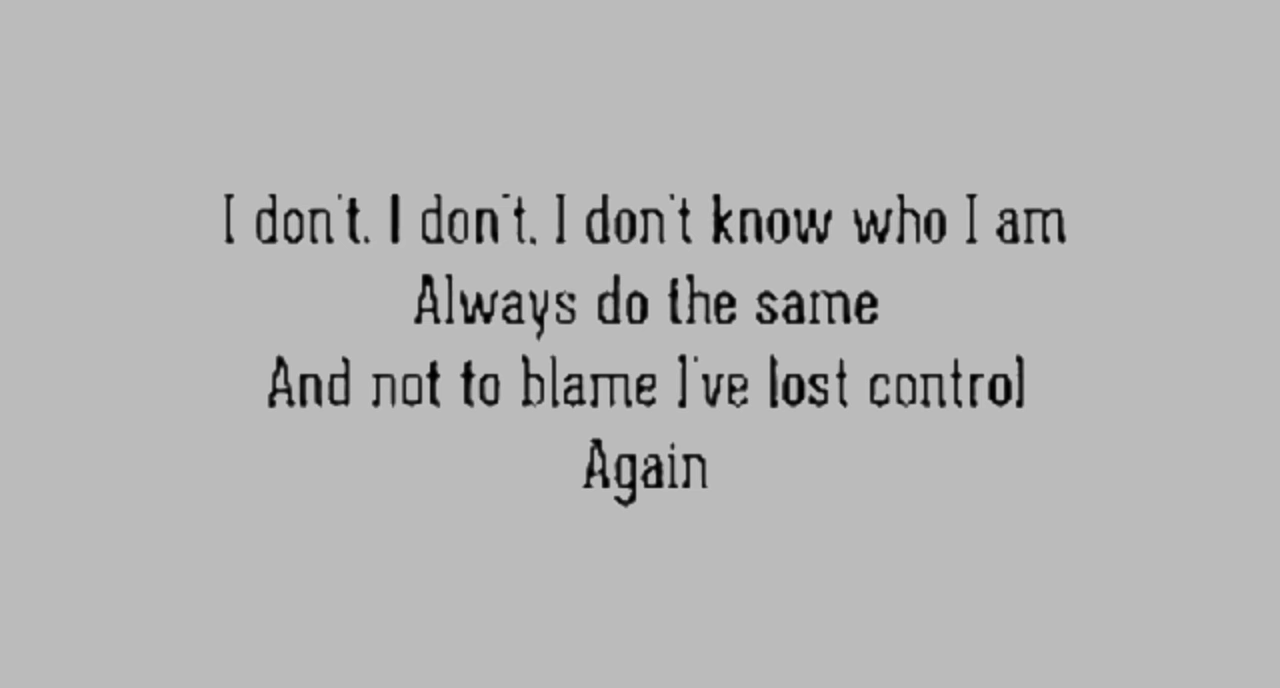 I don't. I don't. I don't know who I am
Always do the same
And not to blame I've lost control
Again